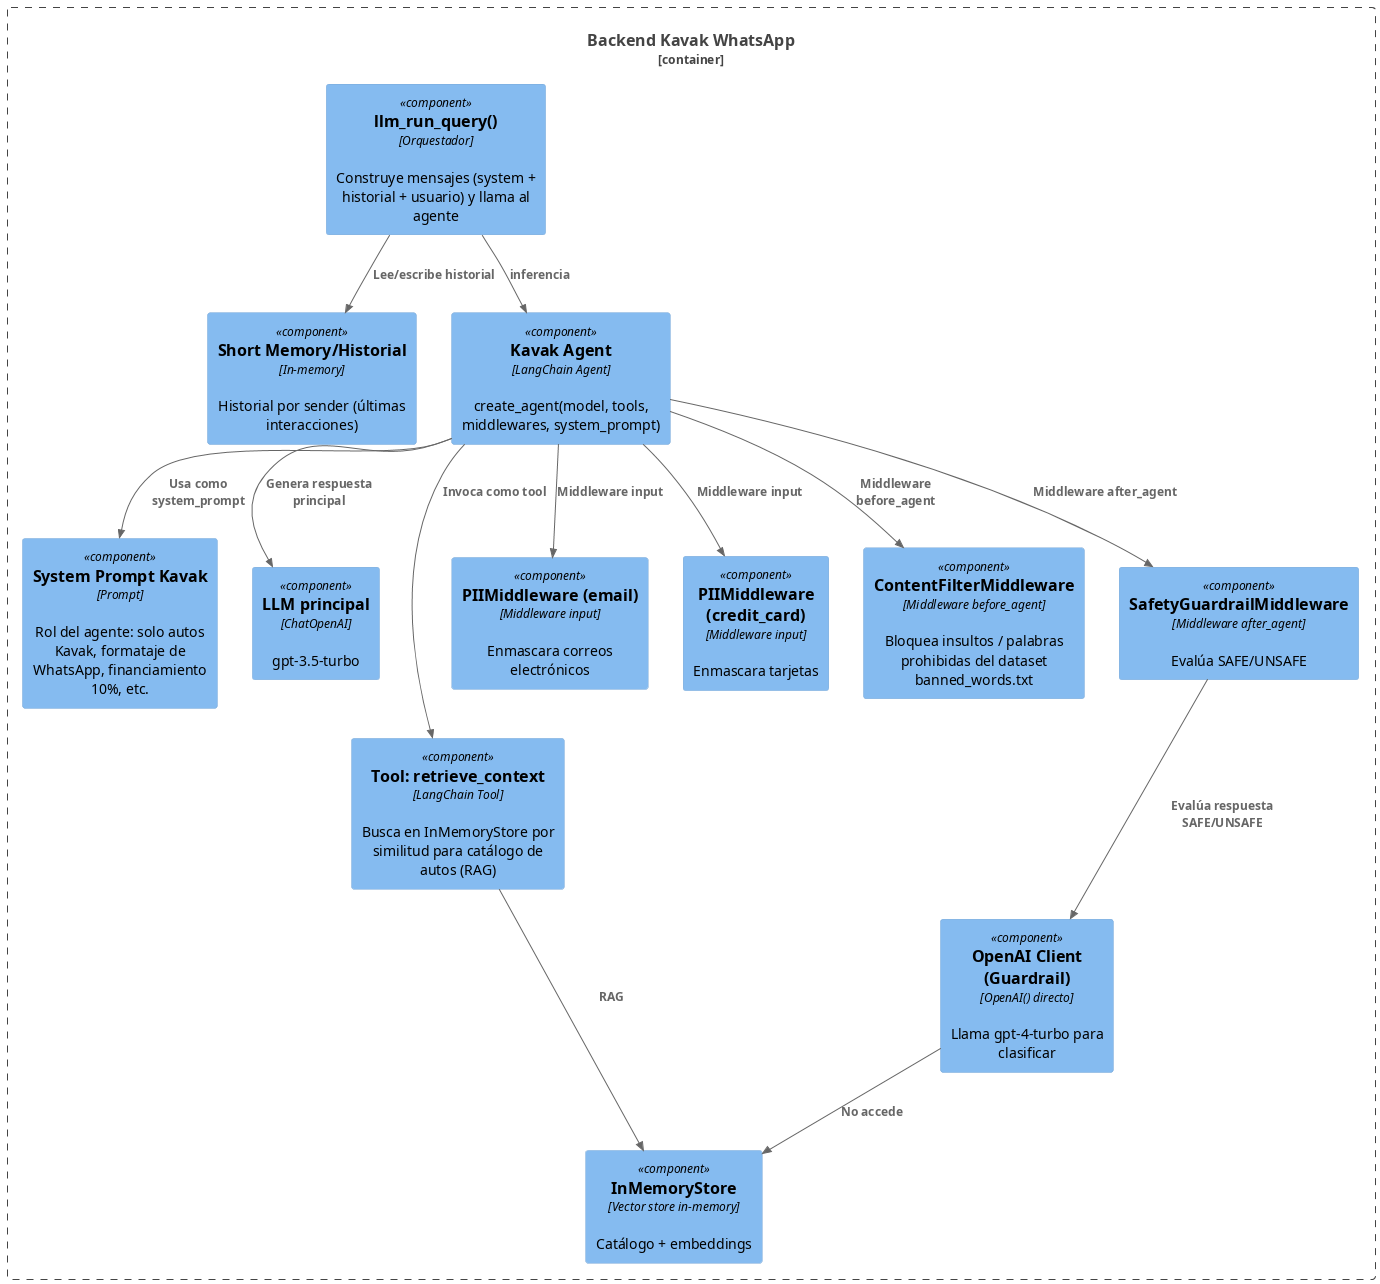 Backend Kavak WhatsApp
[container]
«component»
llm_run_query()
[Orquestador]
Construye mensajes (system +
historial + usuario) y llama al
agente
Lee/escribe historial
inferencia
«component»
Short Memory/Historial
[In-memory]
Historial por sender (últimas
interacciones)
«component»
Kavak Agent
[LangChain Agent]
create_agent(model, tools,
middlewares, system_prompt)
Usa como
system_prompt
Genera respuesta
principal
Invoca como tool
Middleware input
Middleware input
Middleware
before_agent
Middleware after_agent
«component»
System Prompt Kavak
[Prompt]
Rol del agente: solo autos
Kavak, formataje de
WhatsApp, financiamiento
10%, etc.
«component»
LLM principal
[ChatOpenAI]
gpt-3.5-turbo
«component»
PIIMiddleware (email)
[Middleware input]
Enmascara correos
electrónicos
«component»
PIIMiddleware
(credit_card)
[Middleware input]
Enmascara tarjetas
«component»
ContentFilterMiddleware
[Middleware before_agent]
Bloquea insultos / palabras
prohibidas del dataset
banned_words.txt
«component»
SafetyGuardrailMiddleware
[Middleware after_agent]
Evalúa SAFE/UNSAFE
«component»
Tool: retrieve_context
[LangChain Tool]
Busca en InMemoryStore por
similitud para catálogo de
autos (RAG)
Evalúa respuesta
SAFE/UNSAFE
RAG
«component»
OpenAI Client
(Guardrail)
[OpenAI() directo]
Llama gpt-4-turbo para
clasificar
No accede
«component»
InMemoryStore
[Vector store in-memory]
Catálogo + embeddings